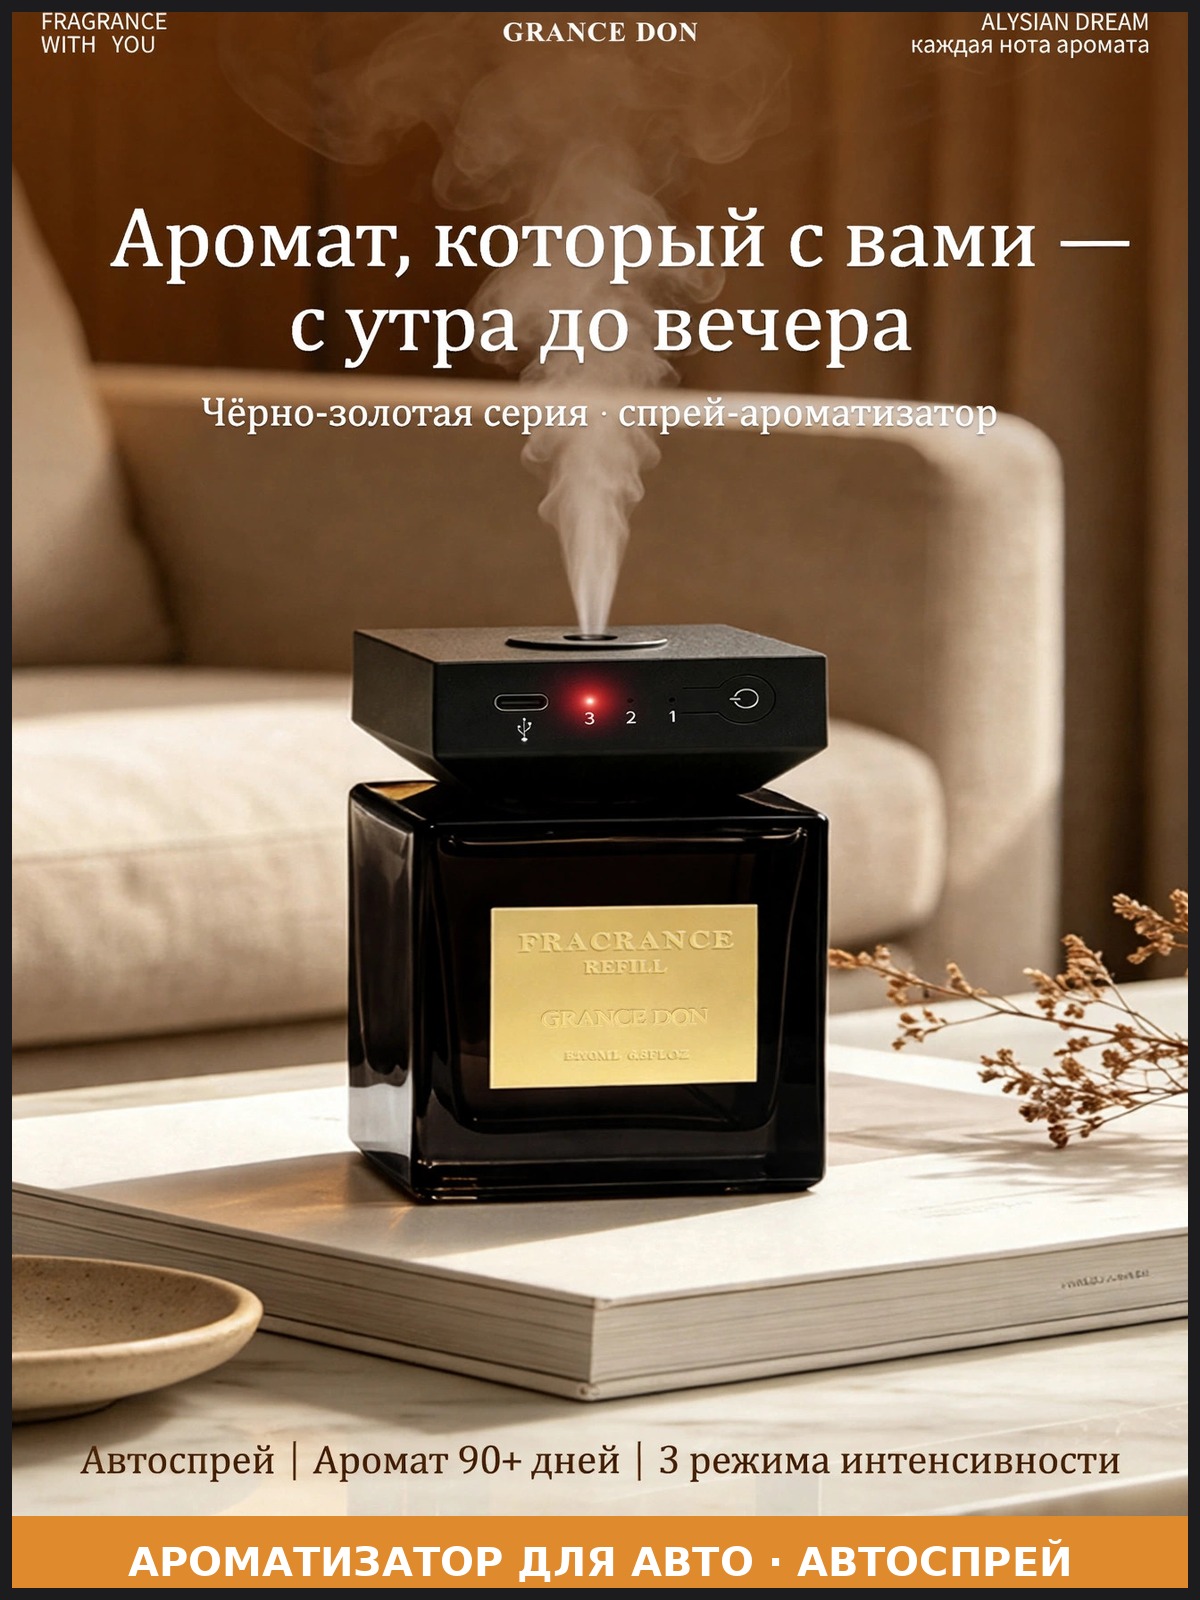 FRAGRANCE
WITH YOU
GRANCE DON
ALYSIAN DREAM
каждая нота аромата
Аромат, который с вами —
с утра до вечера
Чёрно-золотая серия · спрей-ароматизатор
3 2 1
FRACRANCE
REFILL
GRANCE DON
Автоспрей | Аромат 90+ дней | 3 режима интенсивности
АРОМАТИЗАТОР ДЛЯ АВТО · АВТОСПРЕЙ